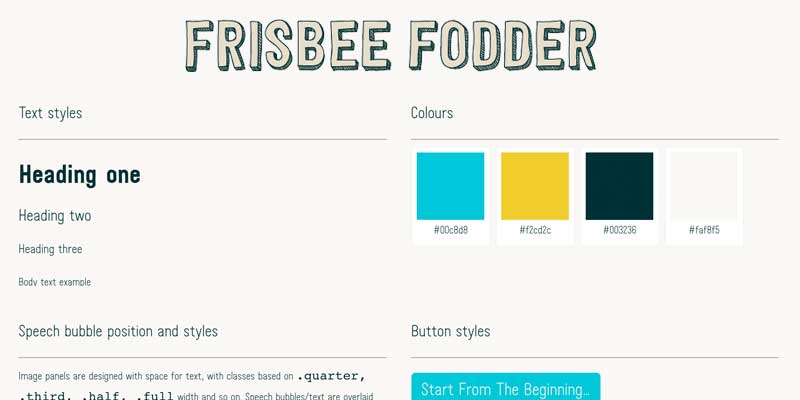 FRISBEE FODDER
Text styles
Heading one
Heading two
Heading three
Body text example
Colours
#00c8d8 #f2cd2c #003236 #faf8f5
Speech bubble position and styles
Image panels are designed with space for text, with classes based on .quarter,
.third, .half, .full width and so on. Speech bubbles/text are overlaid
Button styles
Start From The Beginning...